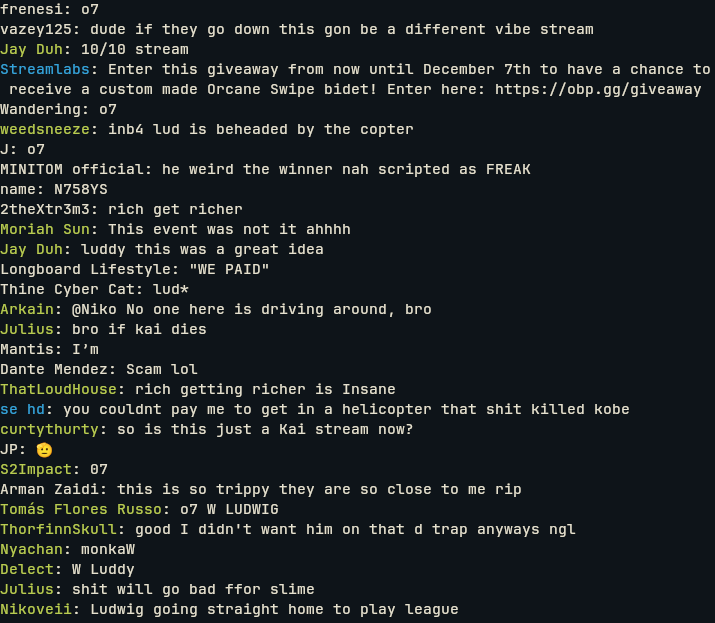 frenesi: o7
vazey125: dude if they go down this gon be a different vibe stream
Jay Duh: 10/10 stream
Streamlabs: Enter this giveaway from now until December 7th to have a chance to
receive a custom made Orcane Swipe bidet! Enter here: https://obp.gg/giveaway
Wandering: o7
weedsneeze: inb4 lud is beheaded by the copter
J: o7
MINITOM official: he weird the winner nah scripted as FREAK
name: N758YS
2theXtr3m3: rich get richer
Moriah Sun: This event was not it ahhhh
Jay Duh: luddy this was a great idea
Longboard Lifestyle: "WE PAID"
Thine Cyber Cat: lud*
Arkain: @Niko No one here is driving around, bro
Julius: bro if kai dies
Mantis: I’m
Dante Mendez: Scam lol
ThatLoudHouse: rich getting richer is Insane
se hd: you couldnt pay me to get in a helicopter that shit killed kobe
curtythurty: so is this just a Kai stream now?
JP: 🫡
S2Impact: 07
Arman Zaidi: this is so trippy they are so close to me rip
Tomás Flores Russo: o7 W LUDWIG
ThorfinnSkull: good I didn't want him on that d trap anyways ngl
Nyachan: monkaW
Delect: W Luddy
Julius: shit will go bad ffor slime
Nikoveii: Ludwig going straight home to play league